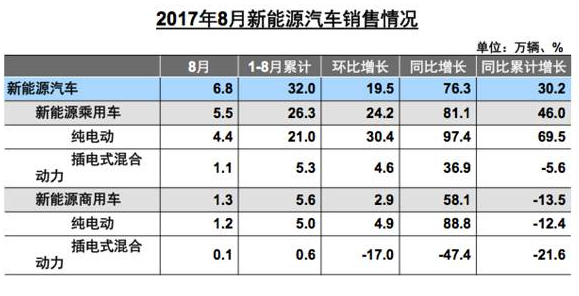 2017年8月新能源汽车销售情况
单位：万辆、%
8月 1-8月累计 环比增长 同比增长 同比累计增长
新能源汽车 6.8 32.0 19.5 76.3 30.2
新能源乘用车 5.5 26.3 24.2 81.1 46.0
纯电动 4.4 21.0 30.4 97.4 69.5
插电式混合
动力 1.1 5.3 4.6 36.9 -5.6
新能源商用车 1.3 5.6 2.9 58.1 -13.5
纯电动 1.2 5.0 4.9 88.8 -12.4
插电式混合
动力 0.1 0.6 -17.0 -47.4 -21.6